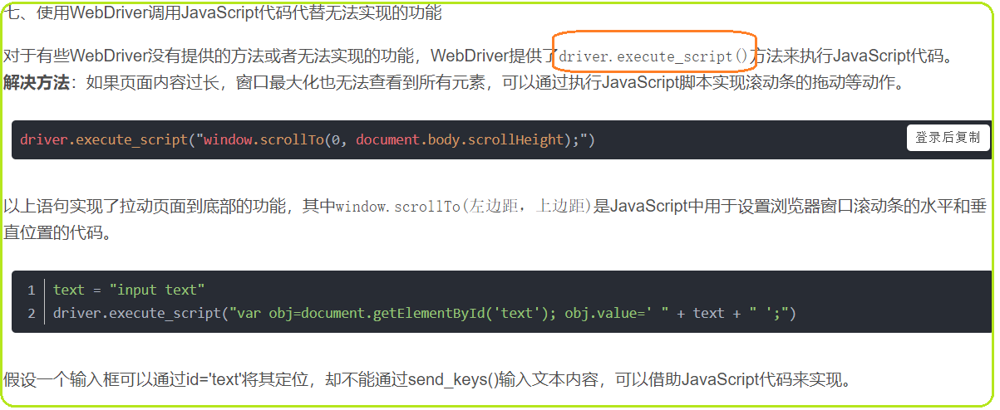 七、使用WebDriver调用JavaScript代码代替无法实现的功能
对于有些WebDriver没有提供的方法或者无法实现的功能，WebDriver提供了driver.execute_script()方法来执行JavaScript代码。
解决方法：如果页面内容过长，窗口最大化也无法查看到所有元素，可以通过执行JavaScript脚本实现滚动条的拖动等动作。
driver.execute_script("window.scrollTo(0, document.body.scrollHeight);")
登录后复制
以上语句实现了拉动页面到底部的功能，其中window.scrollTo(左边距，上边距)是JavaScript中用于设置浏览器窗口滚动条的水平和垂
直位置的代码。
1 text = "input text"
2 driver.execute_script("var obj=document.getElementById('text'); obj.value=' " + text + " ';")
假设一个输入框可以通过id='text'将其定位，却不能通过send_keys()输入文本内容，可以借助JavaScript代码来实现。